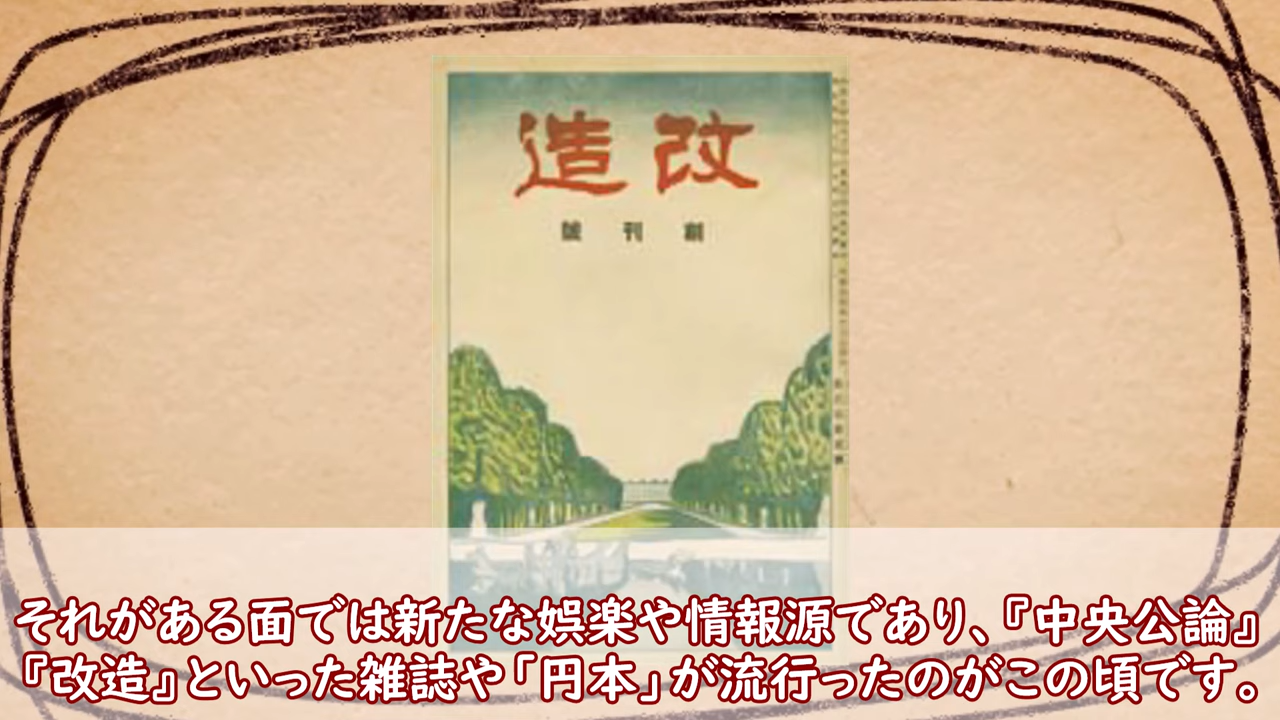 改造
創刊號
それがある面では新たな娯楽や情報源であり、『中央公論』
『改造』といった雑誌や「円本」が流行ったのがこの頃です。